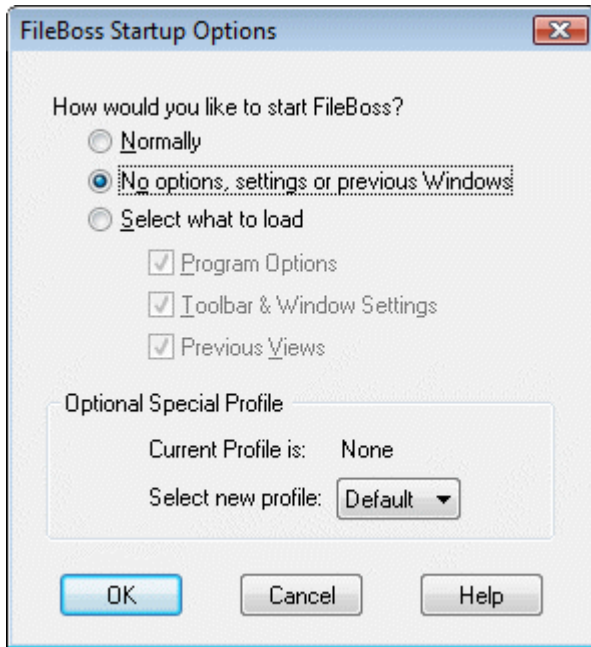 FileBoss Startup Options
How would you like to start FileBoss?
Normally
No options, settings or previous Windows
Select what to load
Program Options
Toolbar & Window Settings
Previous Views
Optional Special Profile
Current Profile is: None
Select new profile: Default
OK Cancel Help